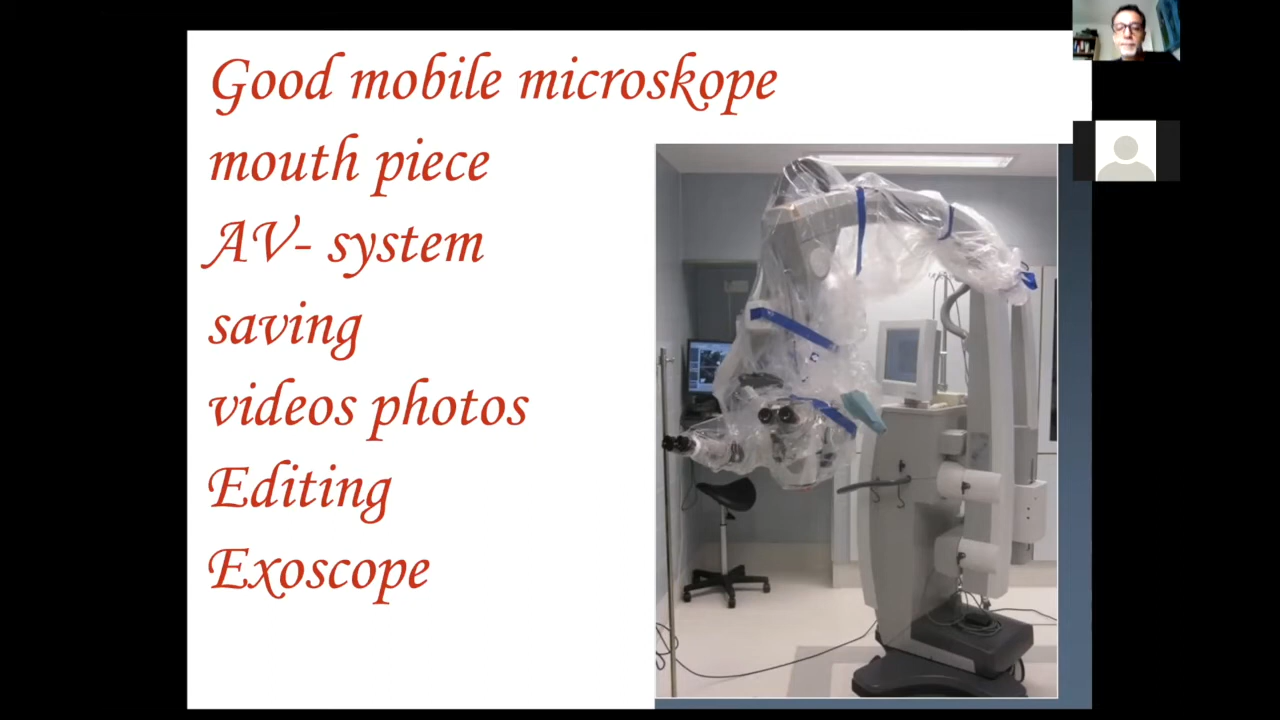 Good mobile microskope
mouth piece
AV- system
saving
videos photos
Editing
Exoscope